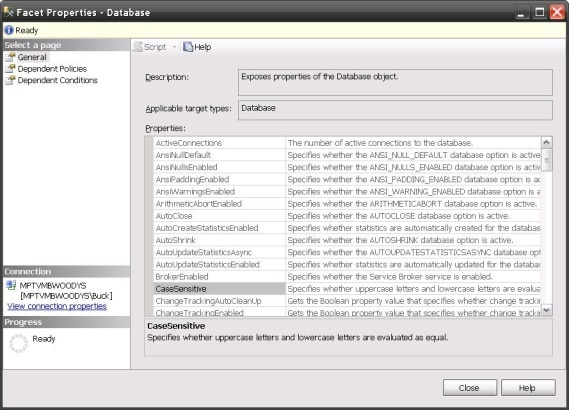 Facet Properties - Database
Ready
Select a page
General
Dependent Policies
Dependent Conditions
Script
Help
Description:
Exposes properties of the Database object.
Applicable target types:
Database
Properties:
ActiveConnections The number of active connections to the database.
AnsiNullDefault Specifies whether the ANSI_NULL_DEFAULT database option is active
AnsiNullsEnabled Specifies whether the ANSI_NULLS_ENABLED database option is active
AnsiPaddingEnabled Specifies whether the ANSI_PADDING_ENABLED database option is ac
AnsiWarningsEnabled Specifies whether the ANSI_WARNING_ENABLED database option is a
ArithmeticAbortEnabled Specifies whether the ARITHMETICABORT database option is active.
AutoClose Specifies whether the AUTOCLOSE database option is active.
AutoCreateStatisticsEnabled Specifies whether statistics are automatically created for the databas
AutoShrink Specifies whether the AUTOSHRINK database option is active.
AutoUpdateStatisticsAsync Specifies whether the AUTOUPDATESTATISTICSASYNC database opt
AutoUpdateStatisticsEnabled Specifies whether statistics are automatically updated for the databas
BrokerEnabled Specifies whether the Service Broker service is enabled.
CaseSensitive Specifies whether uppercase letters and lowercase letters are evalua
ChangeTrackingAutoCleanUp Gets the Boolean property value that specifies whether change trackin
ChangeTrackingEnabled Gets the Boolean property value that specifies whether change trackin
CaseSensitive
Specifies whether uppercase letters and lowercase letters are evaluated as equal.
Connection
MPTVMBWOODYS
[MPTVMBWOODYS\Buck]
View connection properties
Progress
Ready
Close
Help